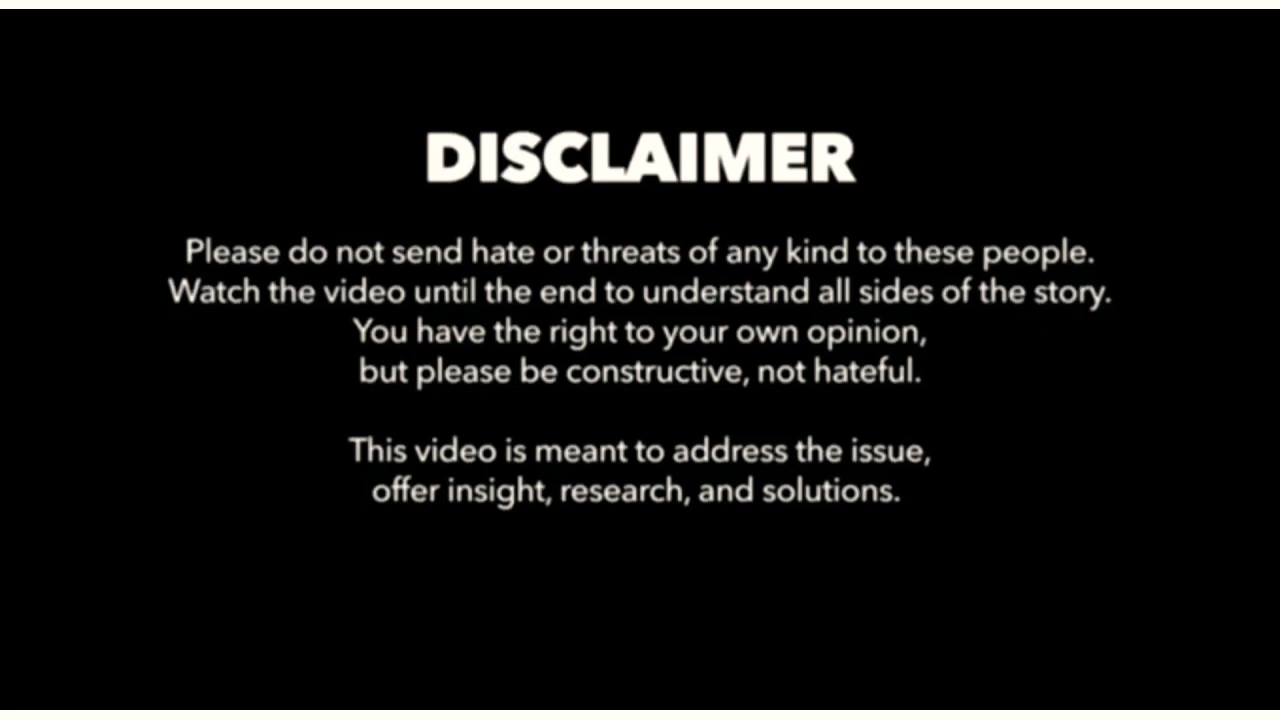 DISCLAIMER
Please do not send hate or threats of any kind to these people.
Watch the video until the end to understand all sides of the story.
You have the right to your own opinion,
but please be constructive, not hateful.
This video is meant to address the issue,
offer insight, research, and solutions.